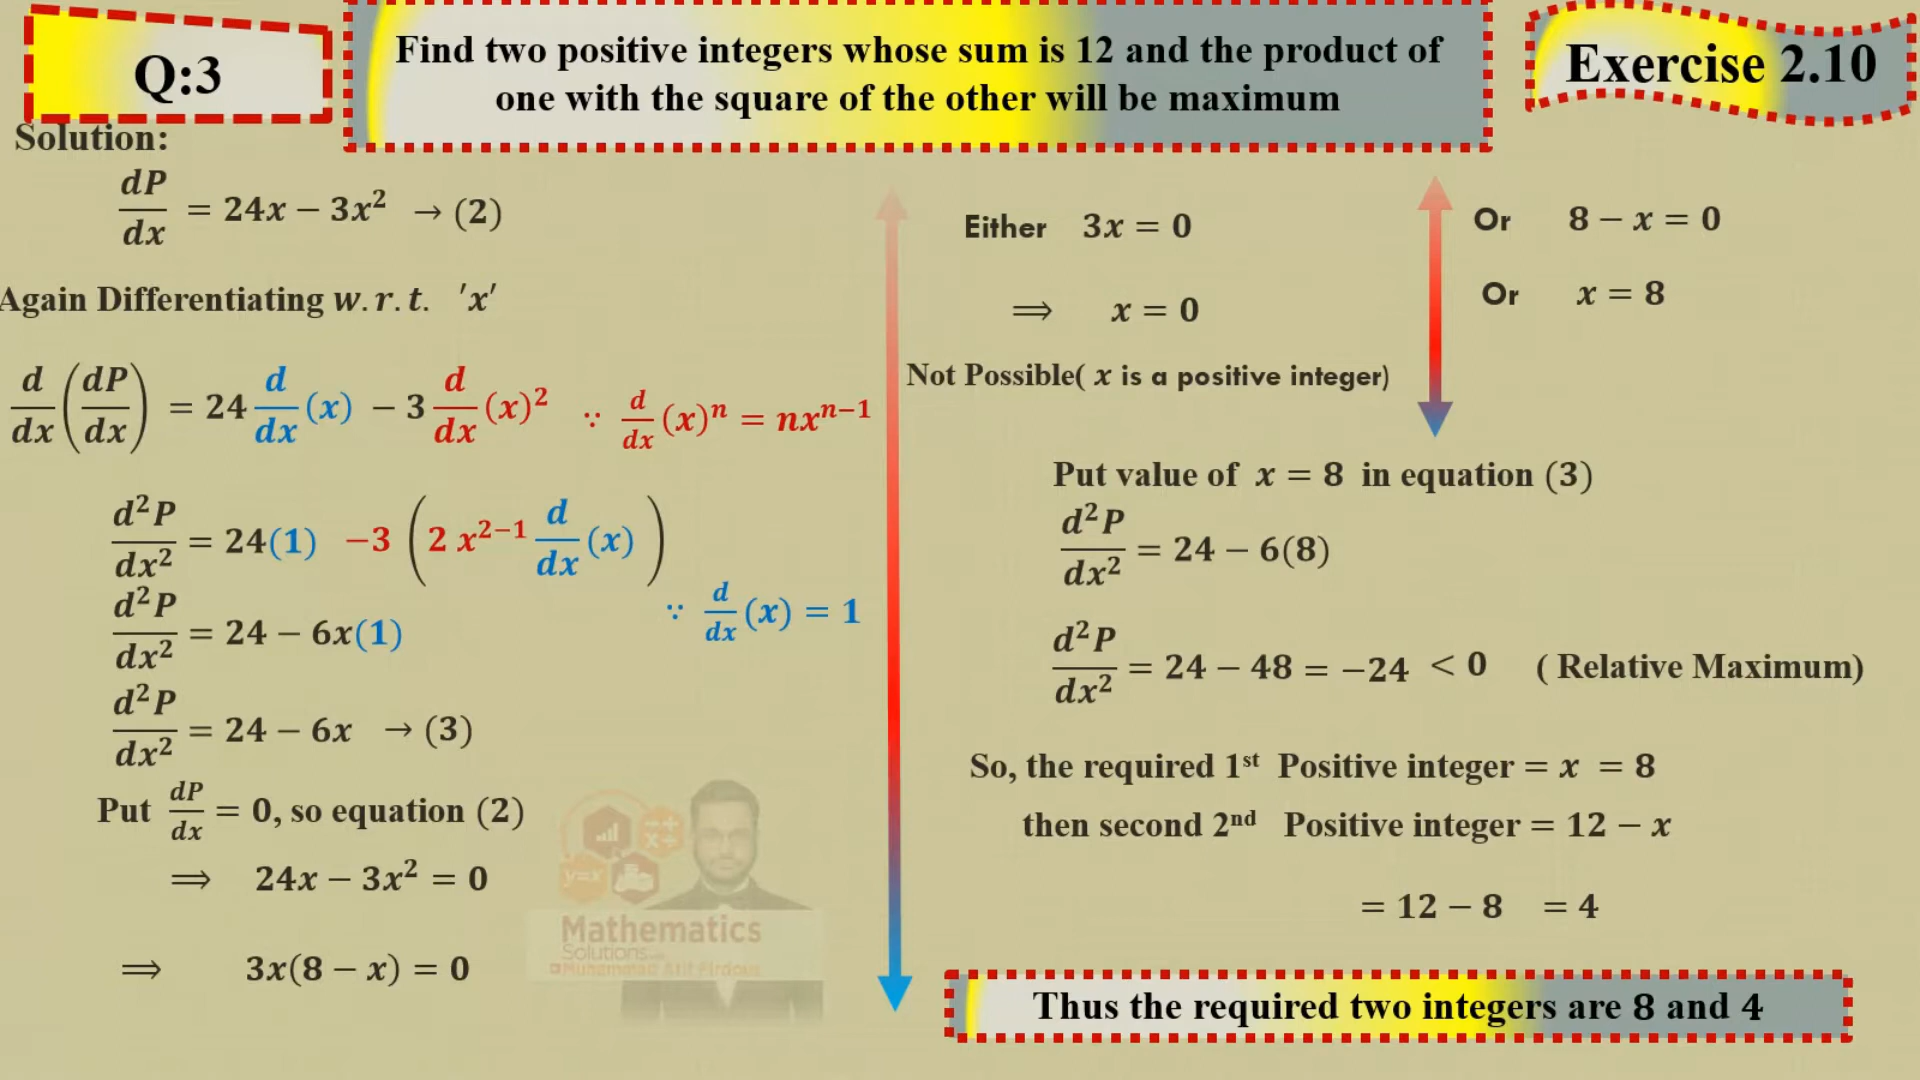 Q:3
Find two positive integers whose sum is 12 and the product of
one with the square of the other will be maximum
Exercise 2.10
Solution:
dP/dx = 24x − 3x² → (2)
Again Differentiating w.r.t. 'x'
d/dx (dP/dx) = 24 d/dx (x) − 3 d/dx (x)² ∵ d/dx (x)ⁿ = nxⁿ⁻¹
d²P/dx² = 24(1) −3 (2 x²⁻¹ d/dx (x))
∵ d/dx (x) = 1
d²P/dx² = 24 − 6x(1)
d²P/dx² = 24 − 6x → (3)
Put dP/dx = 0, so equation (2)
⟹ 24x − 3x² = 0
⟹ 3x(8 − x) = 0
Either 3x = 0
⟹ x = 0
Not Possible( x is a positive integer)
Or 8 − x = 0
Or x = 8
Put value of x = 8 in equation (3)
d²P/dx² = 24 − 6(8)
d²P/dx² = 24 − 48 = −24 < 0 ( Relative Maximum)
So, the required 1st Positive integer = x = 8
then second 2nd Positive integer = 12 − x
= 12 − 8 = 4
Thus the required two integers are 8 and 4
y=x
Mathematics
Solutions
Muhammad Atif Firdous